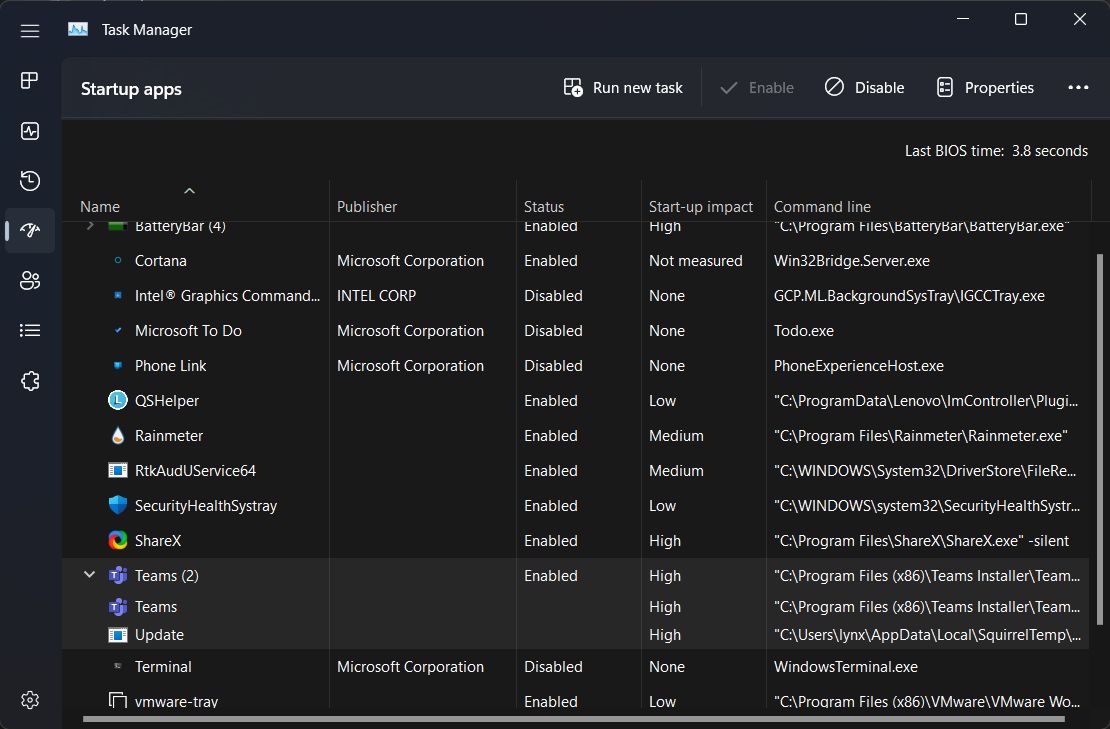 Task Manager
Startup apps Run new task Enable Disable Properties
Last BIOS time: 3.8 seconds
Name Publisher Status Start-up impact Command line
BatteryBar (4) Enabled High "C:\Program Files\BatteryBar\BatteryBar.exe"
Cortana Microsoft Corporation Enabled Not measured Win32Bridge.Server.exe
Intel® Graphics Command... INTEL CORP Disabled None GCP.ML.BackgroundSysTray\IGCCTray.exe
Microsoft To Do Microsoft Corporation Disabled None Todo.exe
Phone Link Microsoft Corporation Disabled None PhoneExperienceHost.exe
QSHelper Enabled Low "C:\ProgramData\Lenovo\ImController\Plugi...
Rainmeter Enabled Medium "C:\Program Files\Rainmeter\Rainmeter.exe"
RtkAudUService64 Enabled Medium "C:\WINDOWS\System32\DriverStore\FileRe...
SecurityHealthSystray Enabled Low "C:\WINDOWS\system32\SecurityHealthSystr...
ShareX Enabled High "C:\Program Files\ShareX\ShareX.exe" -silent
Teams (2) Enabled High "C:\Program Files (x86)\Teams Installer\Team...
Teams High "C:\Program Files (x86)\Teams Installer\Team...
Update High "C:\Users\lynx\AppData\Local\SquirrelTemp\...
Terminal Microsoft Corporation Disabled None WindowsTerminal.exe
vmware-tray Enabled Low "C:\Program Files (x86)\VMware\VMware Wo...